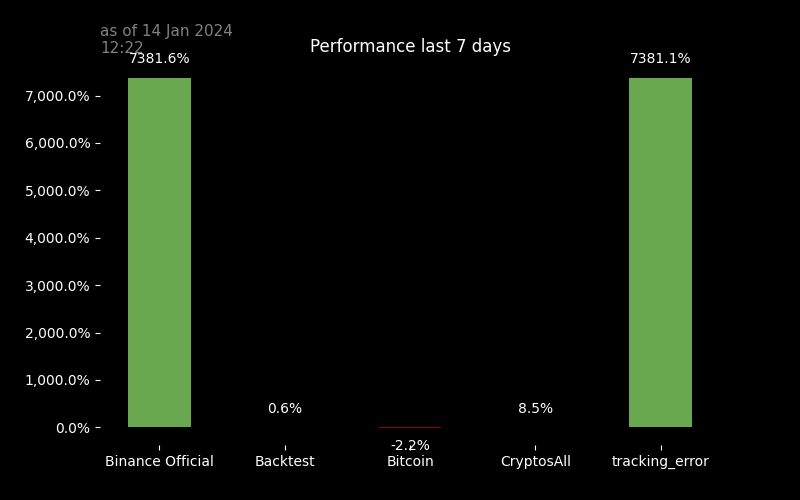 as of 14 Jan 2024
12:22
Performance last 7 days
7381.6%
7381.1%
7,000.0%
6,000.0%
5,000.0%
4,000.0%
3,000.0%
2,000.0%
1,000.0%
0.6%
8.5%
0.0%
-2.2%
Binance Official
Backtest
Bitcoin
CryptosAll
tracking_error